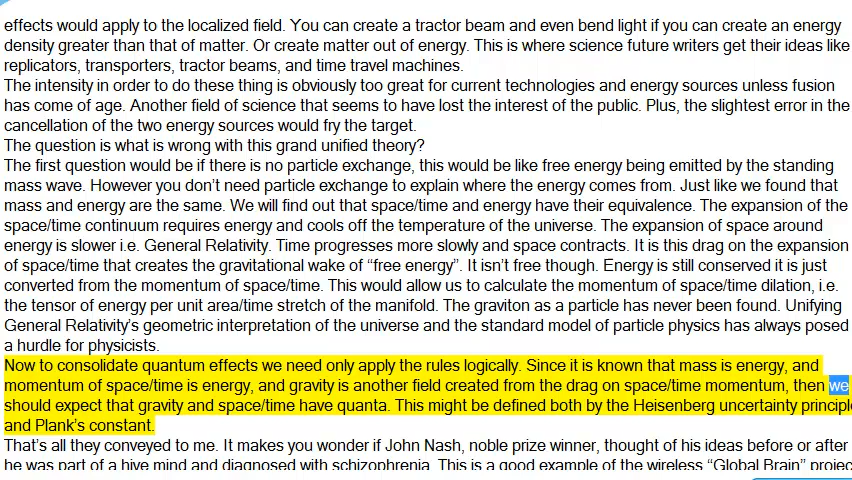 effects would apply to the localized field. You can create a tractor beam and even bend light if you can create an energy
density greater than that of matter. Or create matter out of energy. This is where science future writers get their ideas like
replicators, transporters, tractor beams, and time travel machines.
The intensity in order to do these thing is obviously too great for current technologies and energy sources unless fusion
has come of age. Another field of science that seems to have lost the interest of the public. Plus, the slightest error in the
cancellation of the two energy sources would fry the target.
The question is what is wrong with this grand unified theory?
The first question would be if there is no particle exchange, this would be like free energy being emitted by the standing
mass wave. However you don’t need particle exchange to explain where the energy comes from. Just like we found that
mass and energy are the same. We will find out that space/time and energy have their equivalence. The expansion of the
space/time continuum requires energy and cools off the temperature of the universe. The expansion of space around
energy is slower i.e. General Relativity. Time progresses more slowly and space contracts. It is this drag on the expansion
of space/time that creates the gravitational wake of “free energy”. It isn’t free though. Energy is still conserved it is just
converted from the momentum of space/time. This would allow us to calculate the momentum of space/time dilation, i.e.
the tensor of energy per unit area/time stretch of the manifold. The graviton as a particle has never been found. Unifying
General Relativity’s geometric interpretation of the universe and the standard model of particle physics has always posed
a hurdle for physicists.
Now to consolidate quantum effects we need only apply the rules logically. Since it is known that mass is energy, and
momentum of space/time is energy, and gravity is another field created from the drag on space/time momentum, then we
should expect that gravity and space/time have quanta. This might be defined both by the Heisenberg uncertainty principl
and Plank’s constant.
That’s all they conveyed to me. It makes you wonder if John Nash, noble prize winner, thought of his ideas before or after
he was part of a hive mind and diagnosed with schizophrenia. This is a good example of the wireless “Global Brain” projec